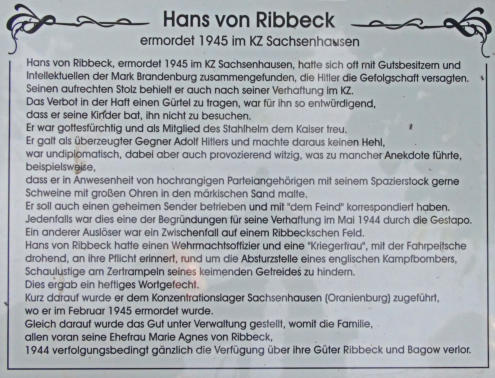 Hans von Ribbeck
ermordet 1945 im KZ Sachsenhausen
Hans von Ribbeck, ermordet 1945 im KZ Sachsenhausen, hatte sich oft mit Gutsbesitzern und
Intellektuellen der Mark Brandenburg zusammengefunden, die Hitler die Gefolgschaft versagten.
Seinen aufrechten Stolz behielt er auch nach seiner Verhaftung im KZ.
Das Verbot in der Haft einen Gürtel zu tragen, war für ihn so entwürdigend,
dass er seine Kinder bat, ihn nicht zu besuchen.
Er war gottesfürchtig und als Mitglied des Stahlhelm dem Kaiser treu.
Er galt als überzeugter Gegner Adolf Hitlers und machte daraus keinen Hehl,
war undiplomatisch, dabei aber auch provozierend witzig, was zu mancher Anekdote führte,
beispielsweise,
dass er in Anwesenheit von hochrangigen Parteiangehörigen mit seinem Spazierstock gerne
Schweine mit großen Ohren in den märkischen Sand malte.
Er soll auch einen geheimen Sender betrieben und mit "dem Feind" korrespondiert haben.
Jedenfalls war dies eine der Begründungen für seine Verhaftung im Mai 1944 durch die Gestapo.
Ein anderer Auslöser war ein Zwischenfall auf einem Ribbeckschen Feld.
Hans von Ribbeck hatte einen Wehrmachtsoffizier und eine "Kriegerfrau", mit der Fahrpeitsche
drohend, an ihre Pflicht erinnert, rund um die Absturzstelle eines englischen Kampfbombers,
Schaulustige am Zertrampeln seines keimenden Getreides zu hindern.
Dies ergab ein heftiges Wortgefecht.
Kurz darauf wurde er dem Konzentrationslager Sachsenhausen (Oranienburg) zugeführt,
wo er im Februar 1945 ermordet wurde.
Gleich darauf wurde das Gut unter Verwaltung gestellt, womit die Familie,
allen voran seine Ehefrau Marie Agnes von Ribbeck,
1944 verfolgungsbedingt gänzlich die Verfügung über ihre Güter Ribbeck und Bagow verlor.